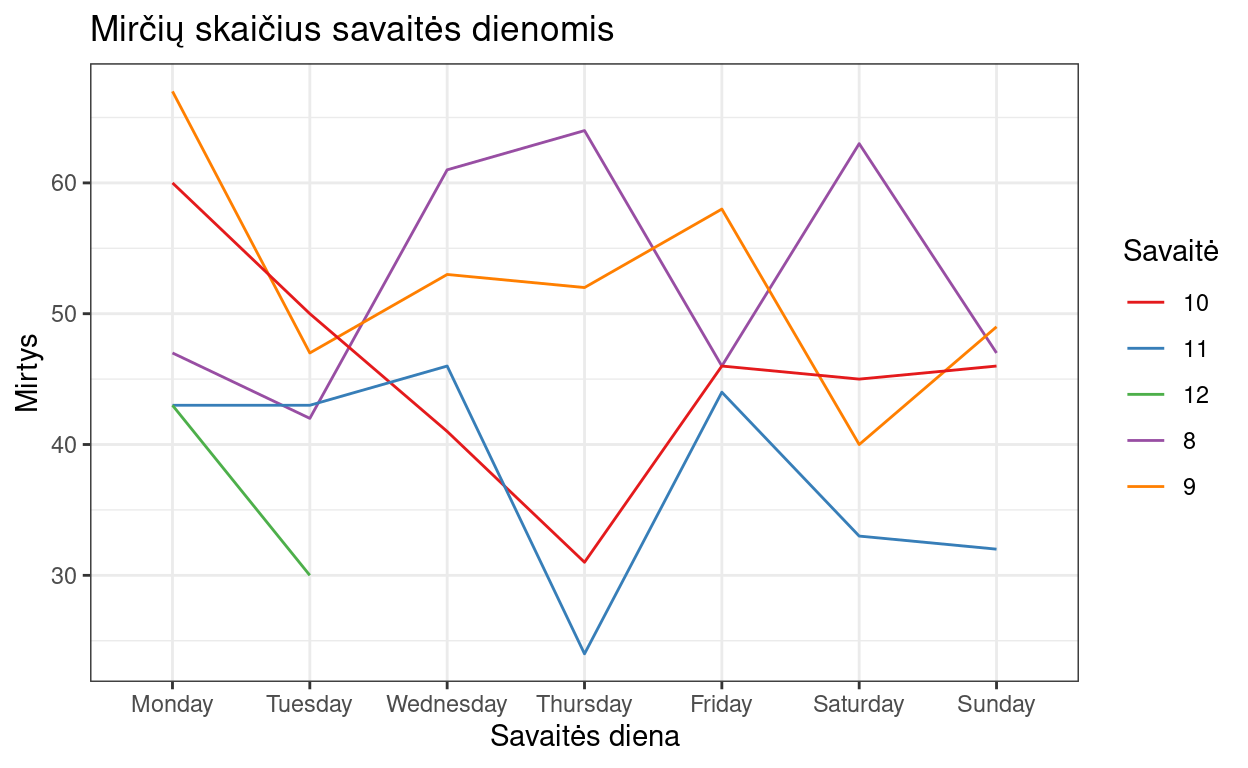 Mirčių skaičius savaitės dienomis
Mirtys
60
50
40
30
Monday Tuesday Wednesday Thursday Friday Saturday Sunday
Savaitės diena
Savaitė
10
11
12
8
9